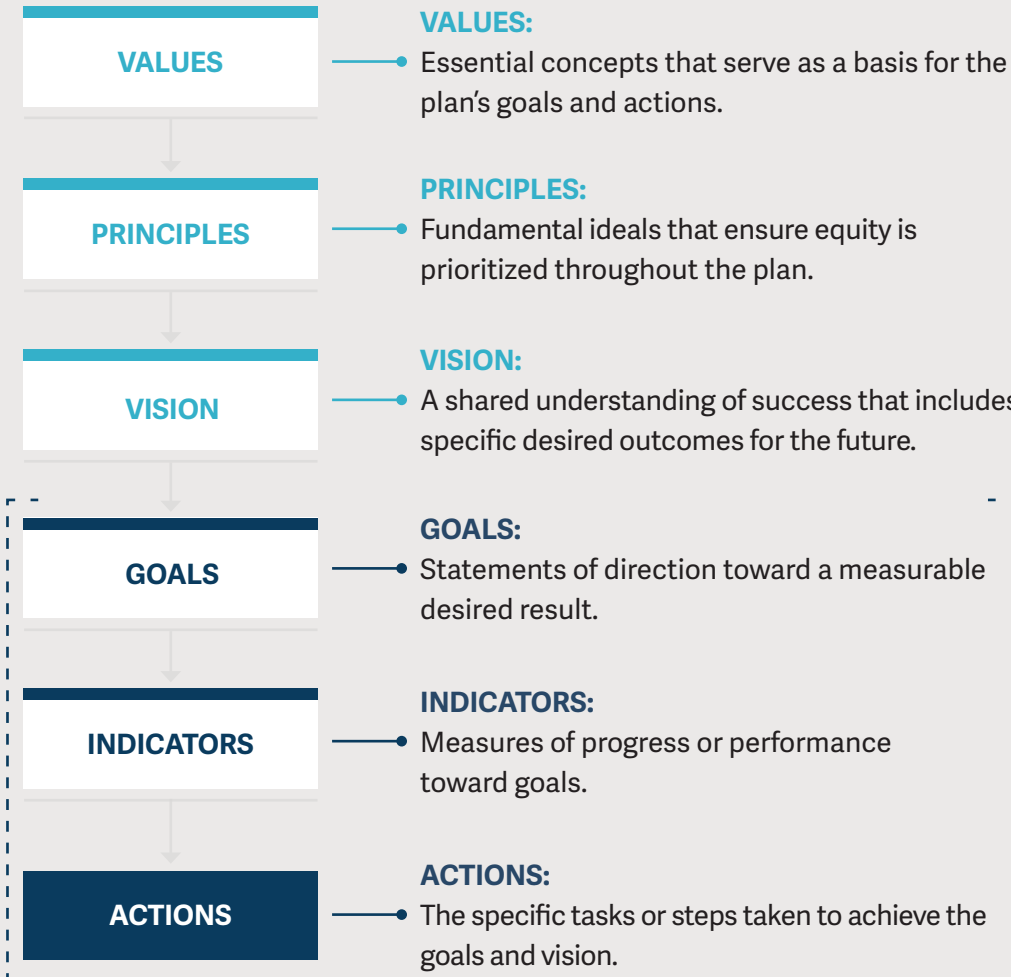 VALUES
VALUES:
Essential concepts that serve as a basis for the
plan’s goals and actions.
PRINCIPLES
PRINCIPLES:
Fundamental ideals that ensure equity is
prioritized throughout the plan.
VISION
VISION:
A shared understanding of success that includes
specific desired outcomes for the future.
GOALS
GOALS:
Statements of direction toward a measurable
desired result.
INDICATORS
INDICATORS:
Measures of progress or performance
toward goals.
ACTIONS
ACTIONS:
The specific tasks or steps taken to achieve the
goals and vision.